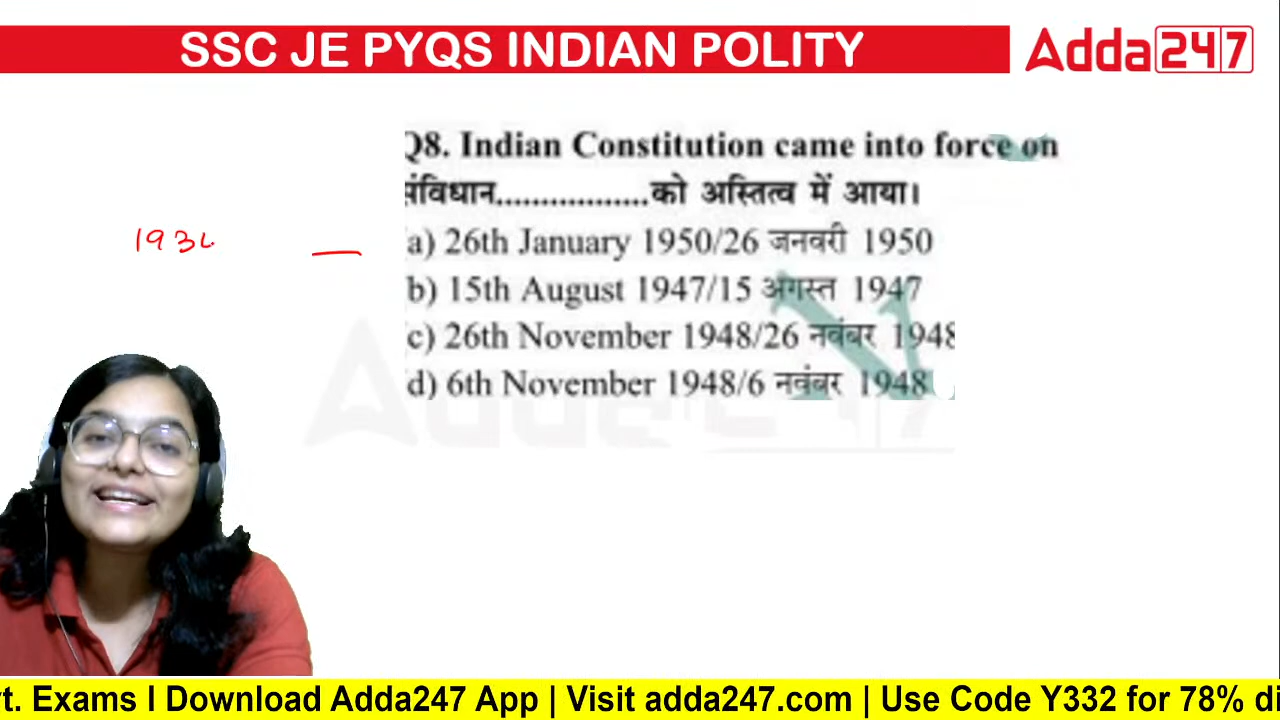 SSC JE PYQS INDIAN POLITY
Adda247
Q8. Indian Constitution came into force on
संविधान.................को अस्तित्व में आया।
1934
a) 26th January 1950/26 जनवरी 1950
b) 15th August 1947/15 अगस्त 1947
c) 26th November 1948/26 नवंबर 1948
d) 6th November 1948/6 नवंबर 1948
Adda247
Exams I Download Adda247 App | Visit adda247.com | Use Code Y332 for 78%